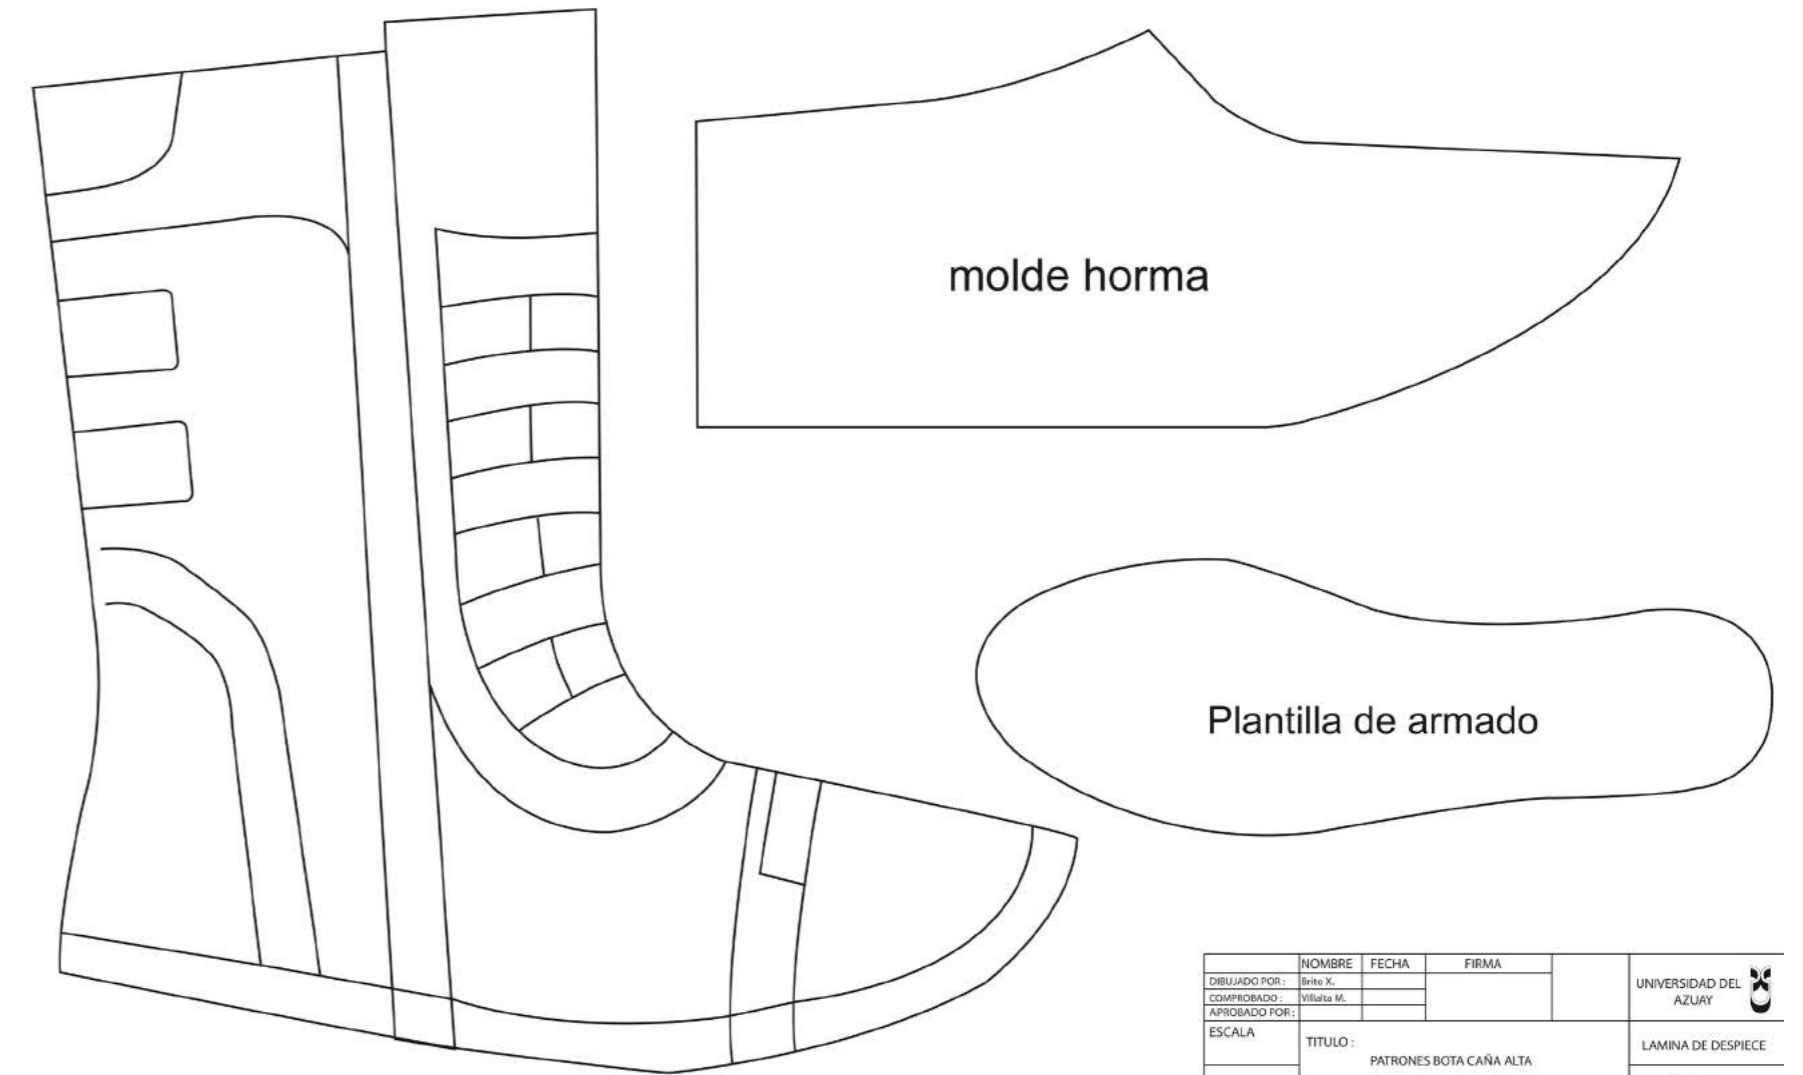 molde horma
Plantilla de armado
NOMBRE FECHA FIRMA
DIBUJADO POR : Brito X.
COMPROBADO : Villalta M.
APROBADO POR :
UNIVERSIDAD DEL
AZUAY
ESCALA
TITULO :
PATRONES BOTA CAÑA ALTA
LAMINA DE DESPIECE